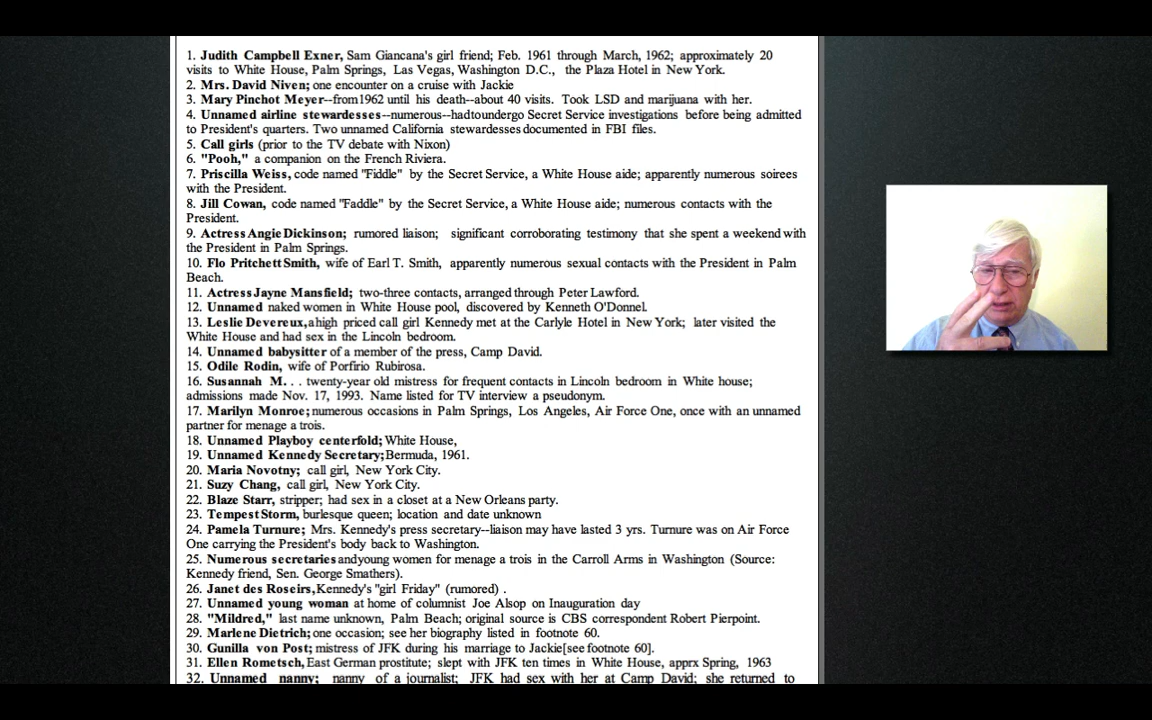 1. Judith Campbell Exner, Sam Giancana's girl friend; Feb. 1961 through March, 1962; approximately 20
visits to White House, Palm Springs, Las Vegas, Washington D.C., the Plaza Hotel in New York.
2. Mrs. David Niven; one encounter on a cruise with Jackie
3. Mary Pinchot Meyer--from1962 until his death--about 40 visits. Took LSD and marijuana with her.
4. Unnamed airline stewardesses--numerous--hadtoundergo Secret Service investigations before being admitted
to President's quarters. Two unnamed California stewardesses documented in FBI files.
5. Call girls (prior to the TV debate with Nixon)
6. "Pooh," a companion on the French Riviera.
7. Priscilla Weiss, code named "Fiddle" by the Secret Service, a White House aide; apparently numerous soirees
with the President.
8. Jill Cowan, code named "Faddle" by the Secret Service, a White House aide; numerous contacts with the
President.
9. Actress Angie Dickinson; rumored liaison; significant corroborating testimony that she spent a weekend with
the President in Palm Springs.
10. Flo Pritchett Smith, wife of Earl T. Smith, apparently numerous sexual contacts with the President in Palm
Beach.
11. Actress Jayne Mansfield; two-three contacts, arranged through Peter Lawford.
12. Unnamed naked women in White House pool, discovered by Kenneth O'Donnel.
13. Leslie Devereux,ahigh priced call girl Kennedy met at the Carlyle Hotel in New York; later visited the
White House and had sex in the Lincoln bedroom.
14. Unnamed babysitter of a member of the press, Camp David.
15. Odile Rodin, wife of Porfirio Rubirosa.
16. Susannah M. . . twenty-year old mistress for frequent contacts in Lincoln bedroom in White house;
admissions made Nov. 17, 1993. Name listed for TV interview a pseudonym.
17. Marilyn Monroe; numerous occasions in Palm Springs, Los Angeles, Air Force One, once with an unnamed
partner for menage a trois.
18. Unnamed Playboy centerfold; White House,
19. Unnamed Kennedy Secretary; Bermuda, 1961.
20. Maria Novotny; call girl, New York City.
21. Suzy Chang, call girl, New York City.
22. Blaze Starr, stripper; had sex in a closet at a New Orleans party.
23. Tempest Storm, burlesque queen; location and date unknown
24. Pamela Turnure; Mrs. Kennedy's press secretary--liaison may have lasted 3 yrs. Turnure was on Air Force
One carrying the President's body back to Washington.
25. Numerous secretaries andyoung women for menage a trois in the Carroll Arms in Washington (Source:
Kennedy friend, Sen. George Smathers).
26. Janet des Roseirs,Kennedy's "girl Friday" (rumored) .
27. Unnamed young woman at home of columnist Joe Alsop on Inauguration day
28. "Mildred," last name unknown, Palm Beach; original source is CBS correspondent Robert Pierpoint.
29. Marlene Dietrich; one occasion; see her biography listed in footnote 60.
30. Gunilla von Post; mistress of JFK during his marriage to Jackie[see footnote 60].
31. Ellen Rometsch, East German prostitute; slept with JFK ten times in White House, apprx Spring, 1963
32. Unnamed nanny; nanny of a journalist; JFK had sex with her at Camp David; she returned to